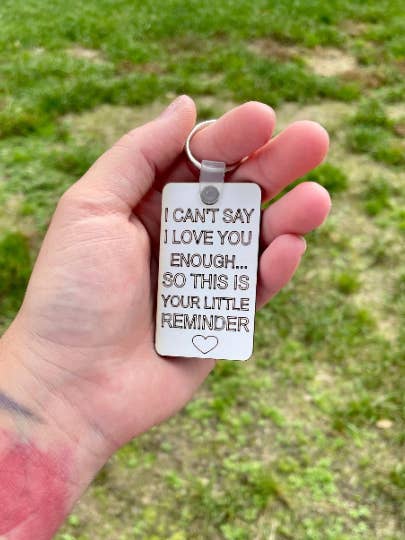 I CAN'T SAY
I LOVE YOU
ENOUGH...
SO THIS IS
YOUR LITTLE
REMINDER